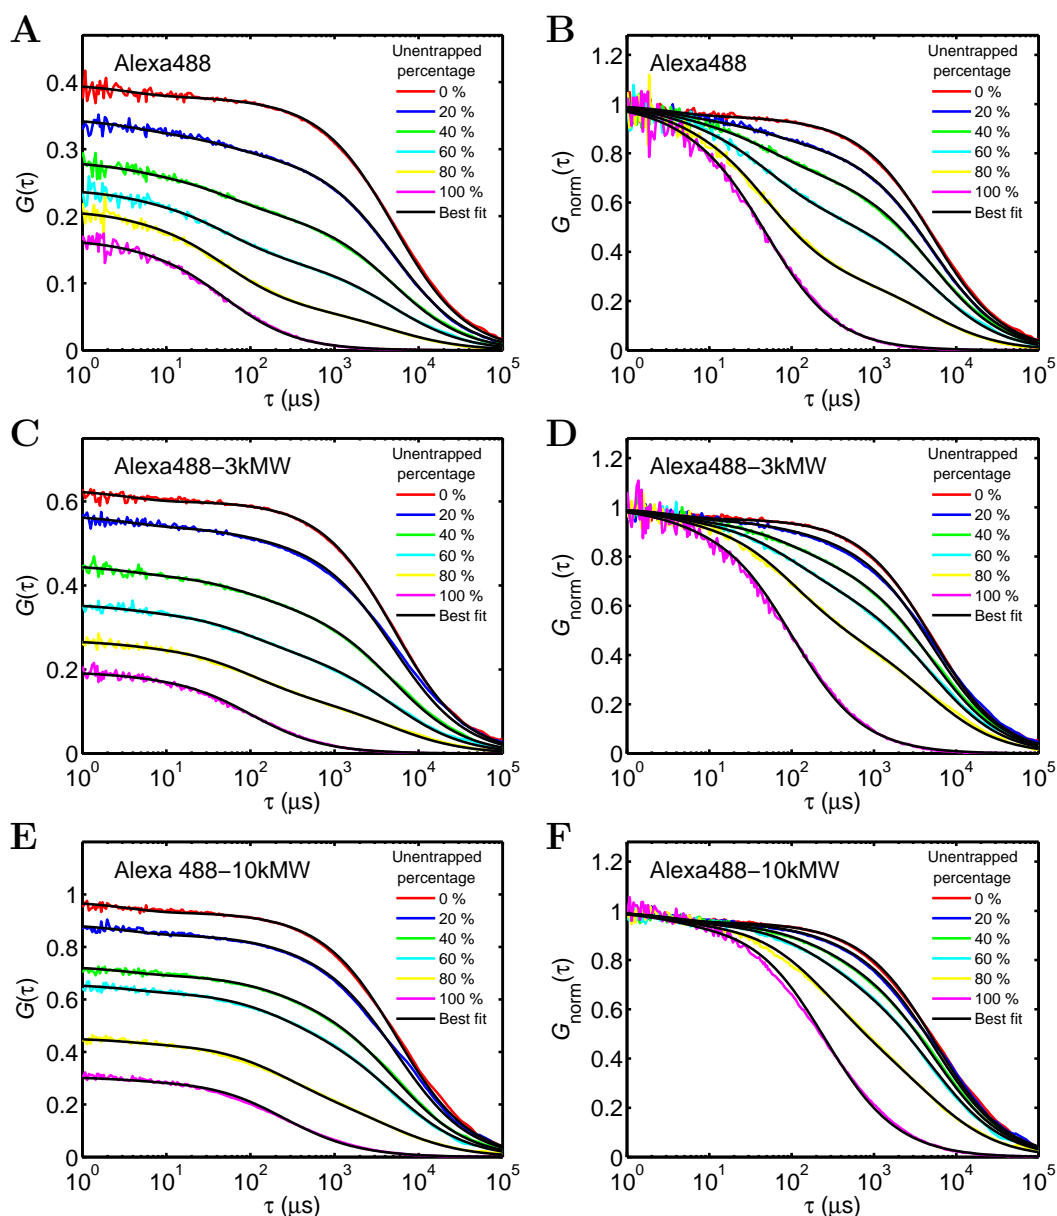 A
Alexa488
Unentrapped
percentage
0 %
20 %
40 %
60 %
80 %
100 %
Best fit
G(τ)
0.4
0.3
0.2
0.1
0
10^0 10^1 10^2 10^3 10^4 10^5
τ (μs)
B
Alexa488
Unentrapped
percentage
0 %
20 %
40 %
60 %
80 %
100 %
Best fit
G_norm(τ)
1.2
1
0.8
0.6
0.4
0.2
0
10^0 10^1 10^2 10^3 10^4 10^5
τ (μs)
C
Alexa488–3kMW
Unentrapped
percentage
0 %
20 %
40 %
60 %
80 %
100 %
Best fit
G(τ)
0.6
0.4
0.2
0
10^0 10^1 10^2 10^3 10^4 10^5
τ (μs)
D
Alexa488–3kMW
Unentrapped
percentage
0 %
20 %
40 %
60 %
80 %
100 %
Best fit
G_norm(τ)
1.2
1
0.8
0.6
0.4
0.2
0
10^0 10^1 10^2 10^3 10^4 10^5
τ (μs)
E
Alexa 488–10kMW
Unentrapped
percentage
0 %
20 %
40 %
60 %
80 %
100 %
Best fit
G(τ)
1
0.8
0.6
0.4
0.2
0
10^0 10^1 10^2 10^3 10^4 10^5
τ (μs)
F
Alexa488–10kMW
Unentrapped
percentage
0 %
20 %
40 %
60 %
80 %
100 %
Best fit
G_norm(τ)
1.2
1
0.8
0.6
0.4
0.2
0
10^0 10^1 10^2 10^3 10^4 10^5
τ (μs)